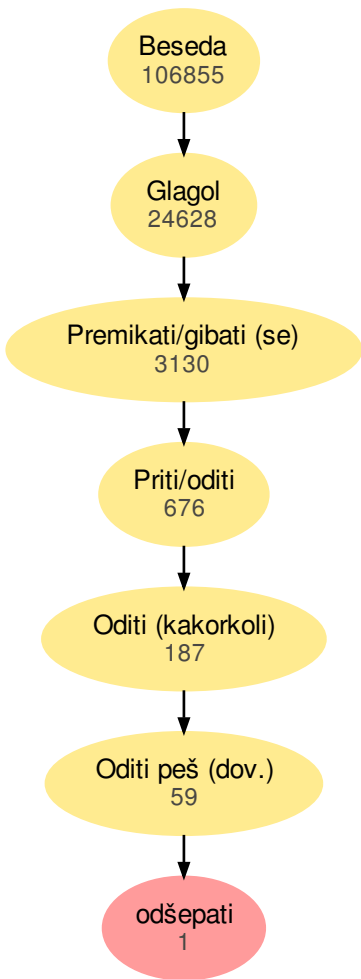 Beseda
106855
Glagol
24628
Premikati/gibati (se)
3130
Priti/oditi
676
Oditi (kakorkoli)
187
Oditi peš (dov.)
59
odšepati
1